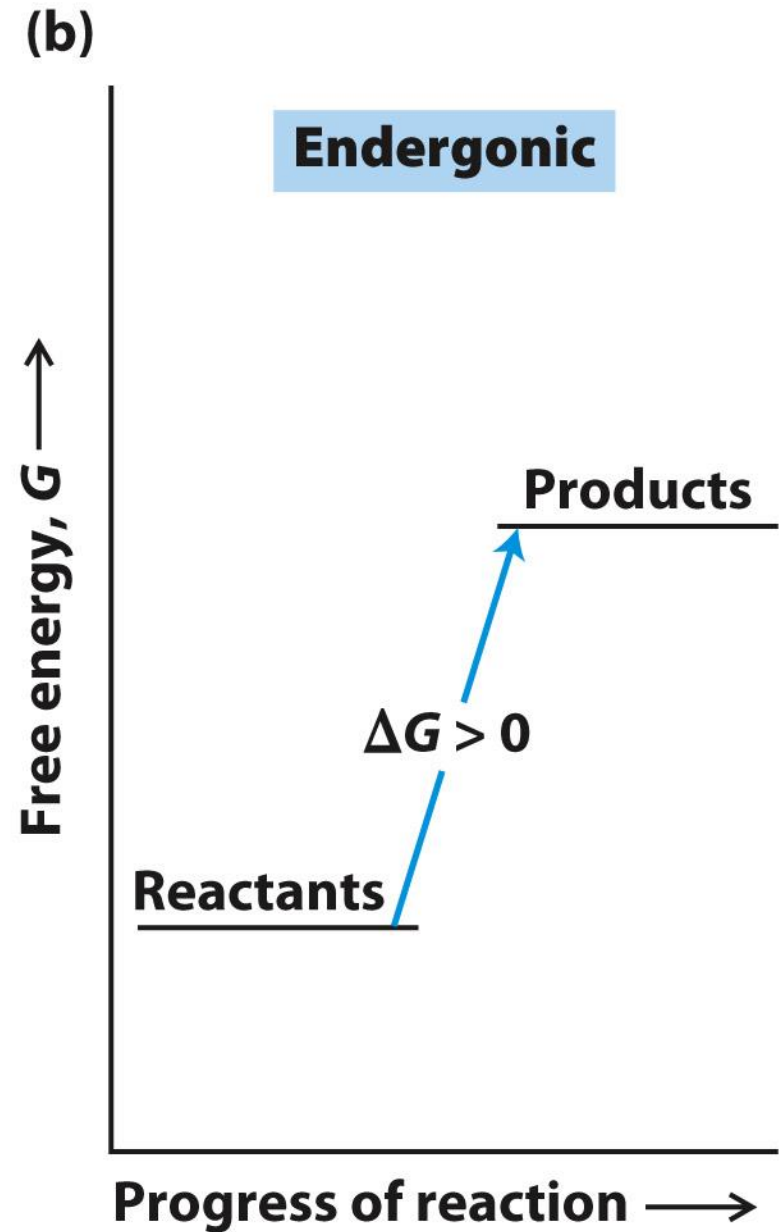 (b)
Endergonic
Free energy, G →
Products
ΔG > 0
Reactants
Progress of reaction →